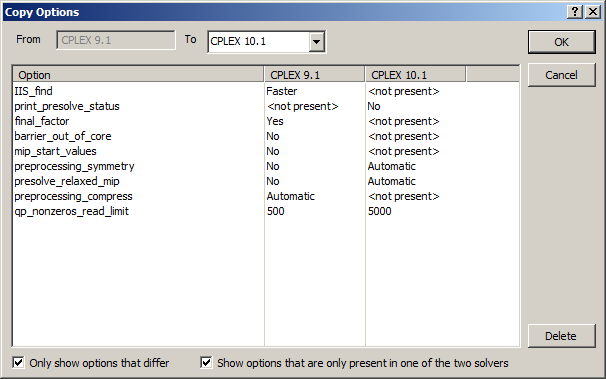 Copy Options
From CPLEX 9.1 To CPLEX 10.1 OK
Option CPLEX 9.1 CPLEX 10.1 Cancel
IIS_find Faster <not present>
print_presolve_status <not present> No
final_factor Yes <not present>
barrier_out_of_core No <not present>
mip_start_values No <not present>
preprocessing_symmetry No Automatic
presolve_relaxed_mip No Automatic
preprocessing_compress Automatic <not present>
qp_nonzeros_read_limit 500 5000
Delete
Only show options that differ Show options that are only present in one of the two solvers